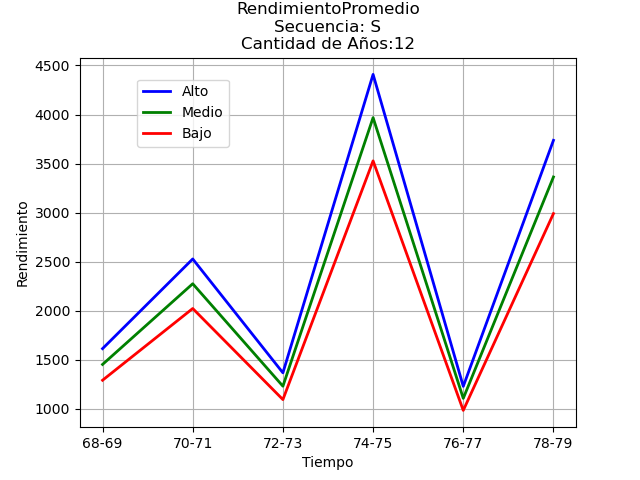 RendimientoPromedio
Secuencia: S
Cantidad de Años:12
4500
4000
3500
3000
2500
2000
1500
1000
Rendimiento
Alto
Medio
Bajo
68-69 70-71 72-73 74-75 76-77 78-79
Tiempo